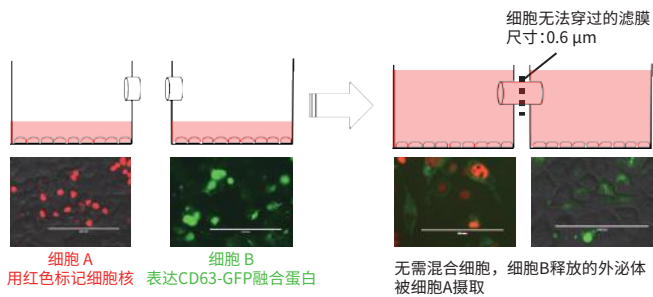 细胞无法穿过的滤膜
尺寸：0.6 μm
细胞 A
用红色标记细胞核
细胞 B
表达CD63-GFP融合蛋白
无需混合细胞，细胞B释放的外泌体
被细胞A摄取